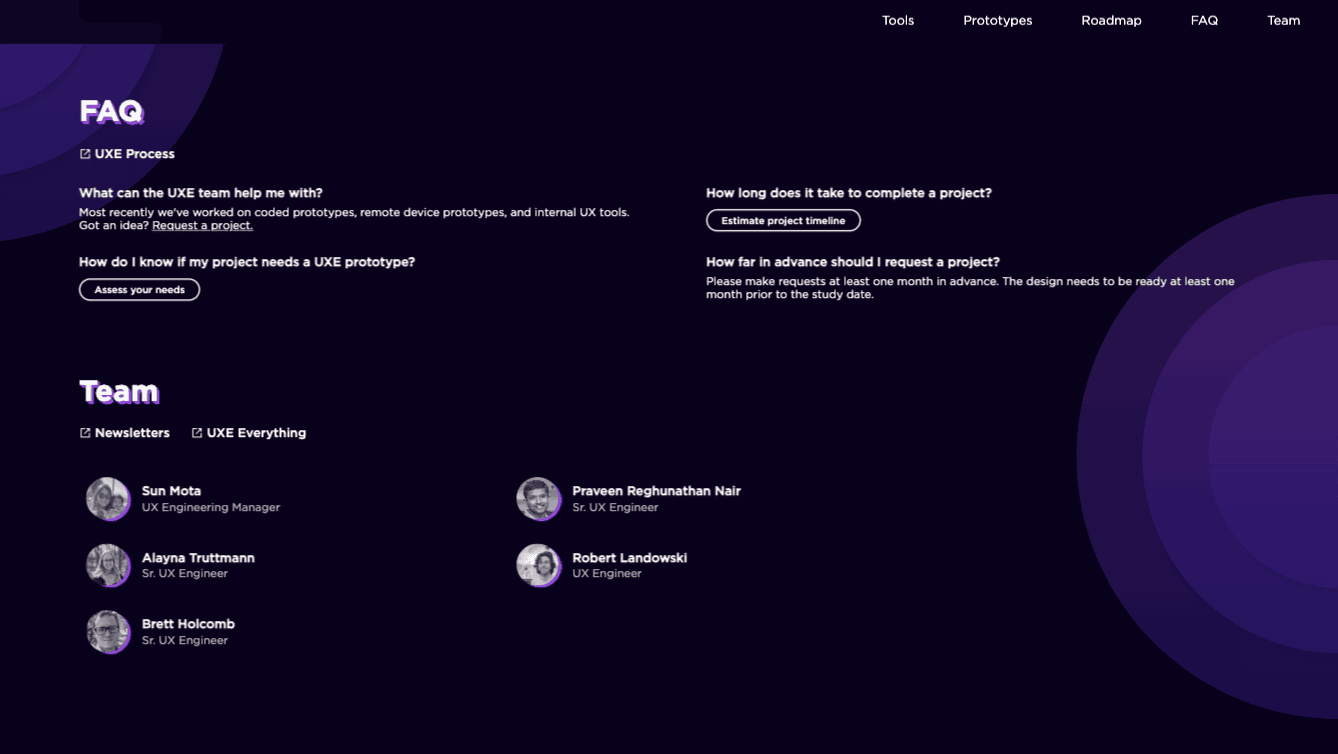 Tools Prototypes Roadmap FAQ Team
FAQ
UXE Process
What can the UXE team help me with?
Most recently we've worked on coded prototypes, remote device prototypes, and internal UX tools.
Got an idea? Request a project.
How do I know if my project needs a UXE prototype?
Assess your needs
How long does it take to complete a project?
Estimate project timeline
How far in advance should I request a project?
Please make requests at least one month in advance. The design needs to be ready at least one
month prior to the study date.
Team
Newsletters UXE Everything
Sun Mota
UX Engineering Manager
Praveen Reghunathan Nair
Sr. UX Engineer
Alayna Truttmann
Sr. UX Engineer
Robert Landowski
UX Engineer
Brett Holcomb
Sr. UX Engineer